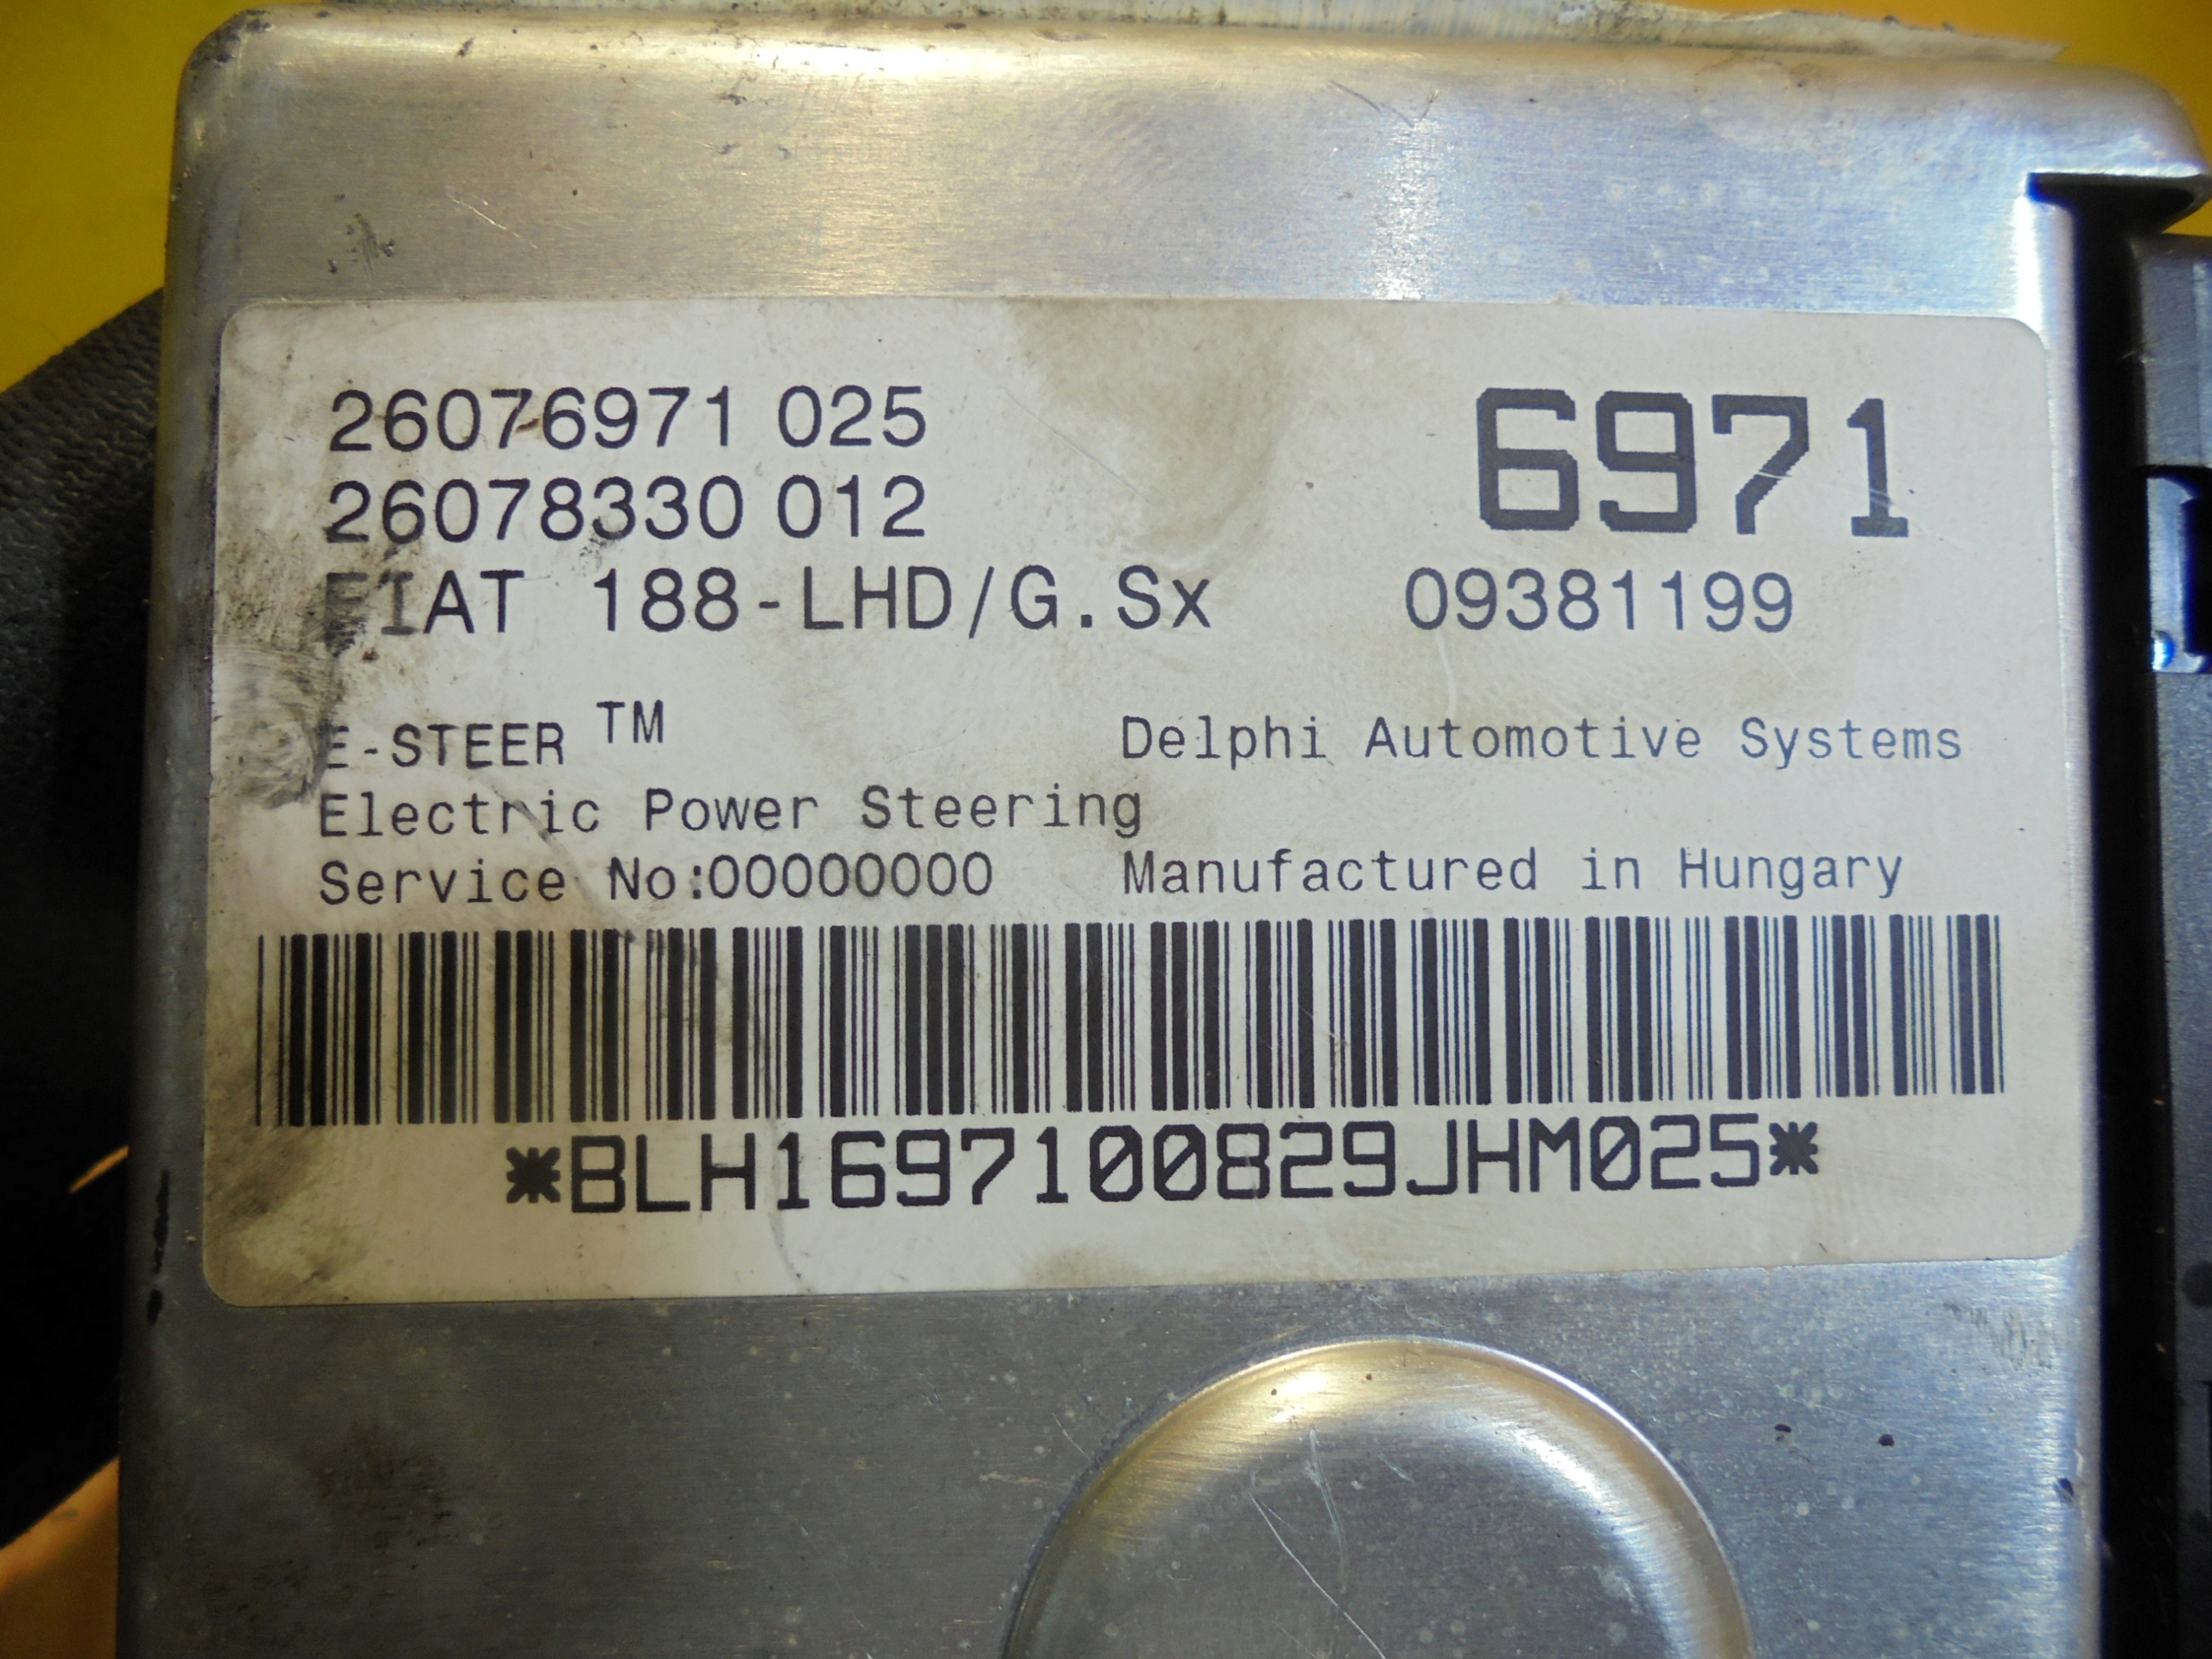 26076971 025 6971
26078330 012
FIAT 188-LHD/G.Sx 09381199
E-STEER TM Delphi Automotive Systems
Electric Power Steering
Service No:00000000 Manufactured in Hungary
*BLH1697100829JHM025*